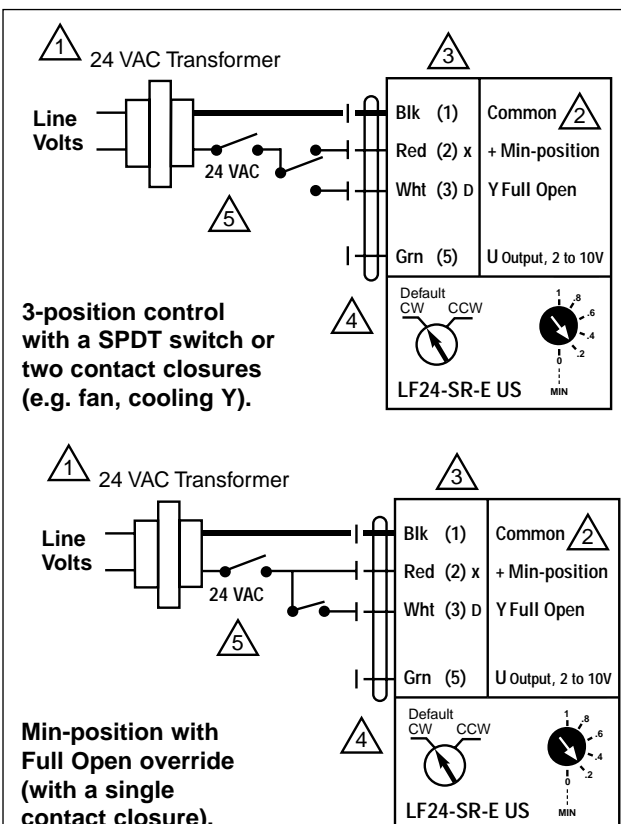 1
24 VAC Transformer
3
Line
Volts
24 VAC
5
Blk (1) Common 2
Red (2) x + Min-position
Wht (3) D Y Full Open
Grn (5) U Output, 2 to 10V
4
3-position control
with a SPDT switch or
two contact closures
(e.g. fan, cooling Y).
Default
CW CCW
1
.8
.6
.4
.2
0
MIN
LF24-SR-E US
1
24 VAC Transformer
3
Line
Volts
24 VAC
5
Blk (1) Common 2
Red (2) x + Min-position
Wht (3) D Y Full Open
Grn (5) U Output, 2 to 10V
4
Min-position with
Full Open override
(with a single
contact closure).
Default
CW CCW
1
.8
.6
.4
.2
0
MIN
LF24-SR-E US